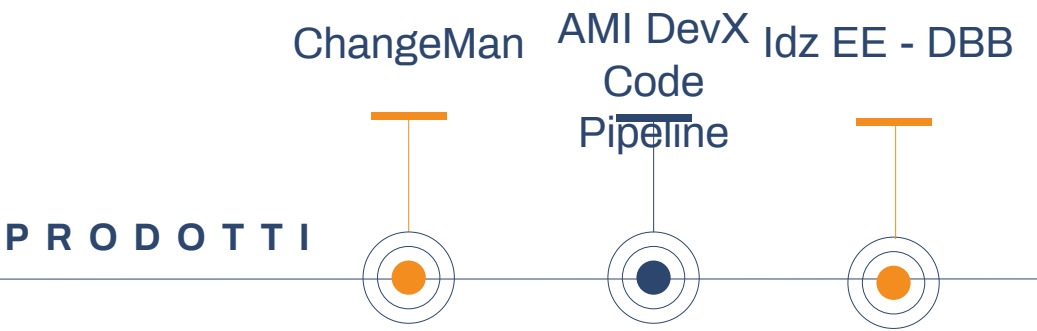 ChangeMan
AMI DevX
Code
Pipeline
Idz EE - DBB
PRODOTTI